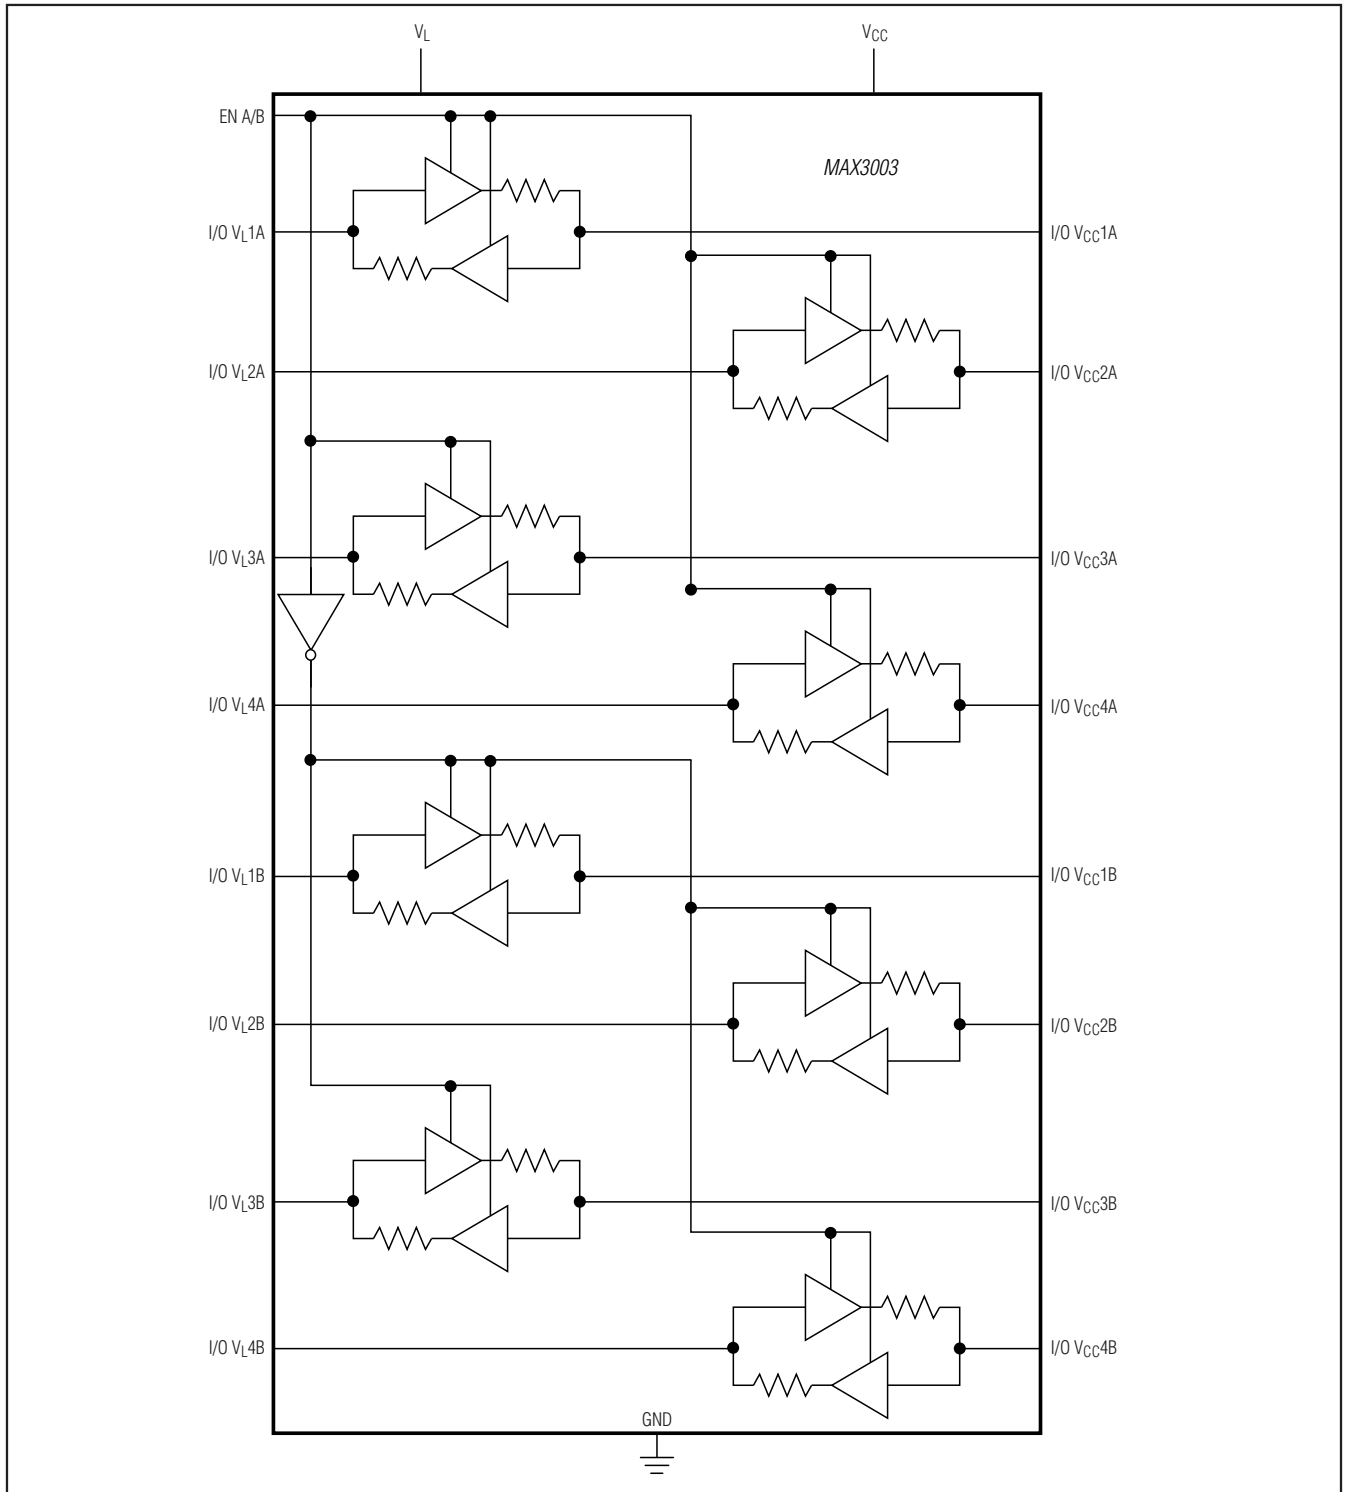 VL VCC
EN A/B
MAX3003
I/O VL1A I/O VCC1A
I/O VL2A I/O VCC2A
I/O VL3A I/O VCC3A
I/O VL4A I/O VCC4A
I/O VL1B I/O VCC1B
I/O VL2B I/O VCC2B
I/O VL3B I/O VCC3B
I/O VL4B I/O VCC4B
GND